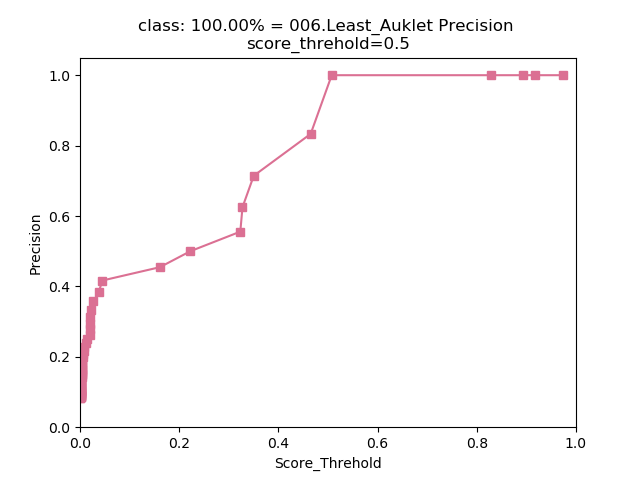 class: 100.00% = 006.Least_Auklet Precision
score_threhold=0.5
1.0
0.8
0.6
0.4
0.2
0.0
Precision
0.0 0.2 0.4 0.6 0.8 1.0
Score_Threhold